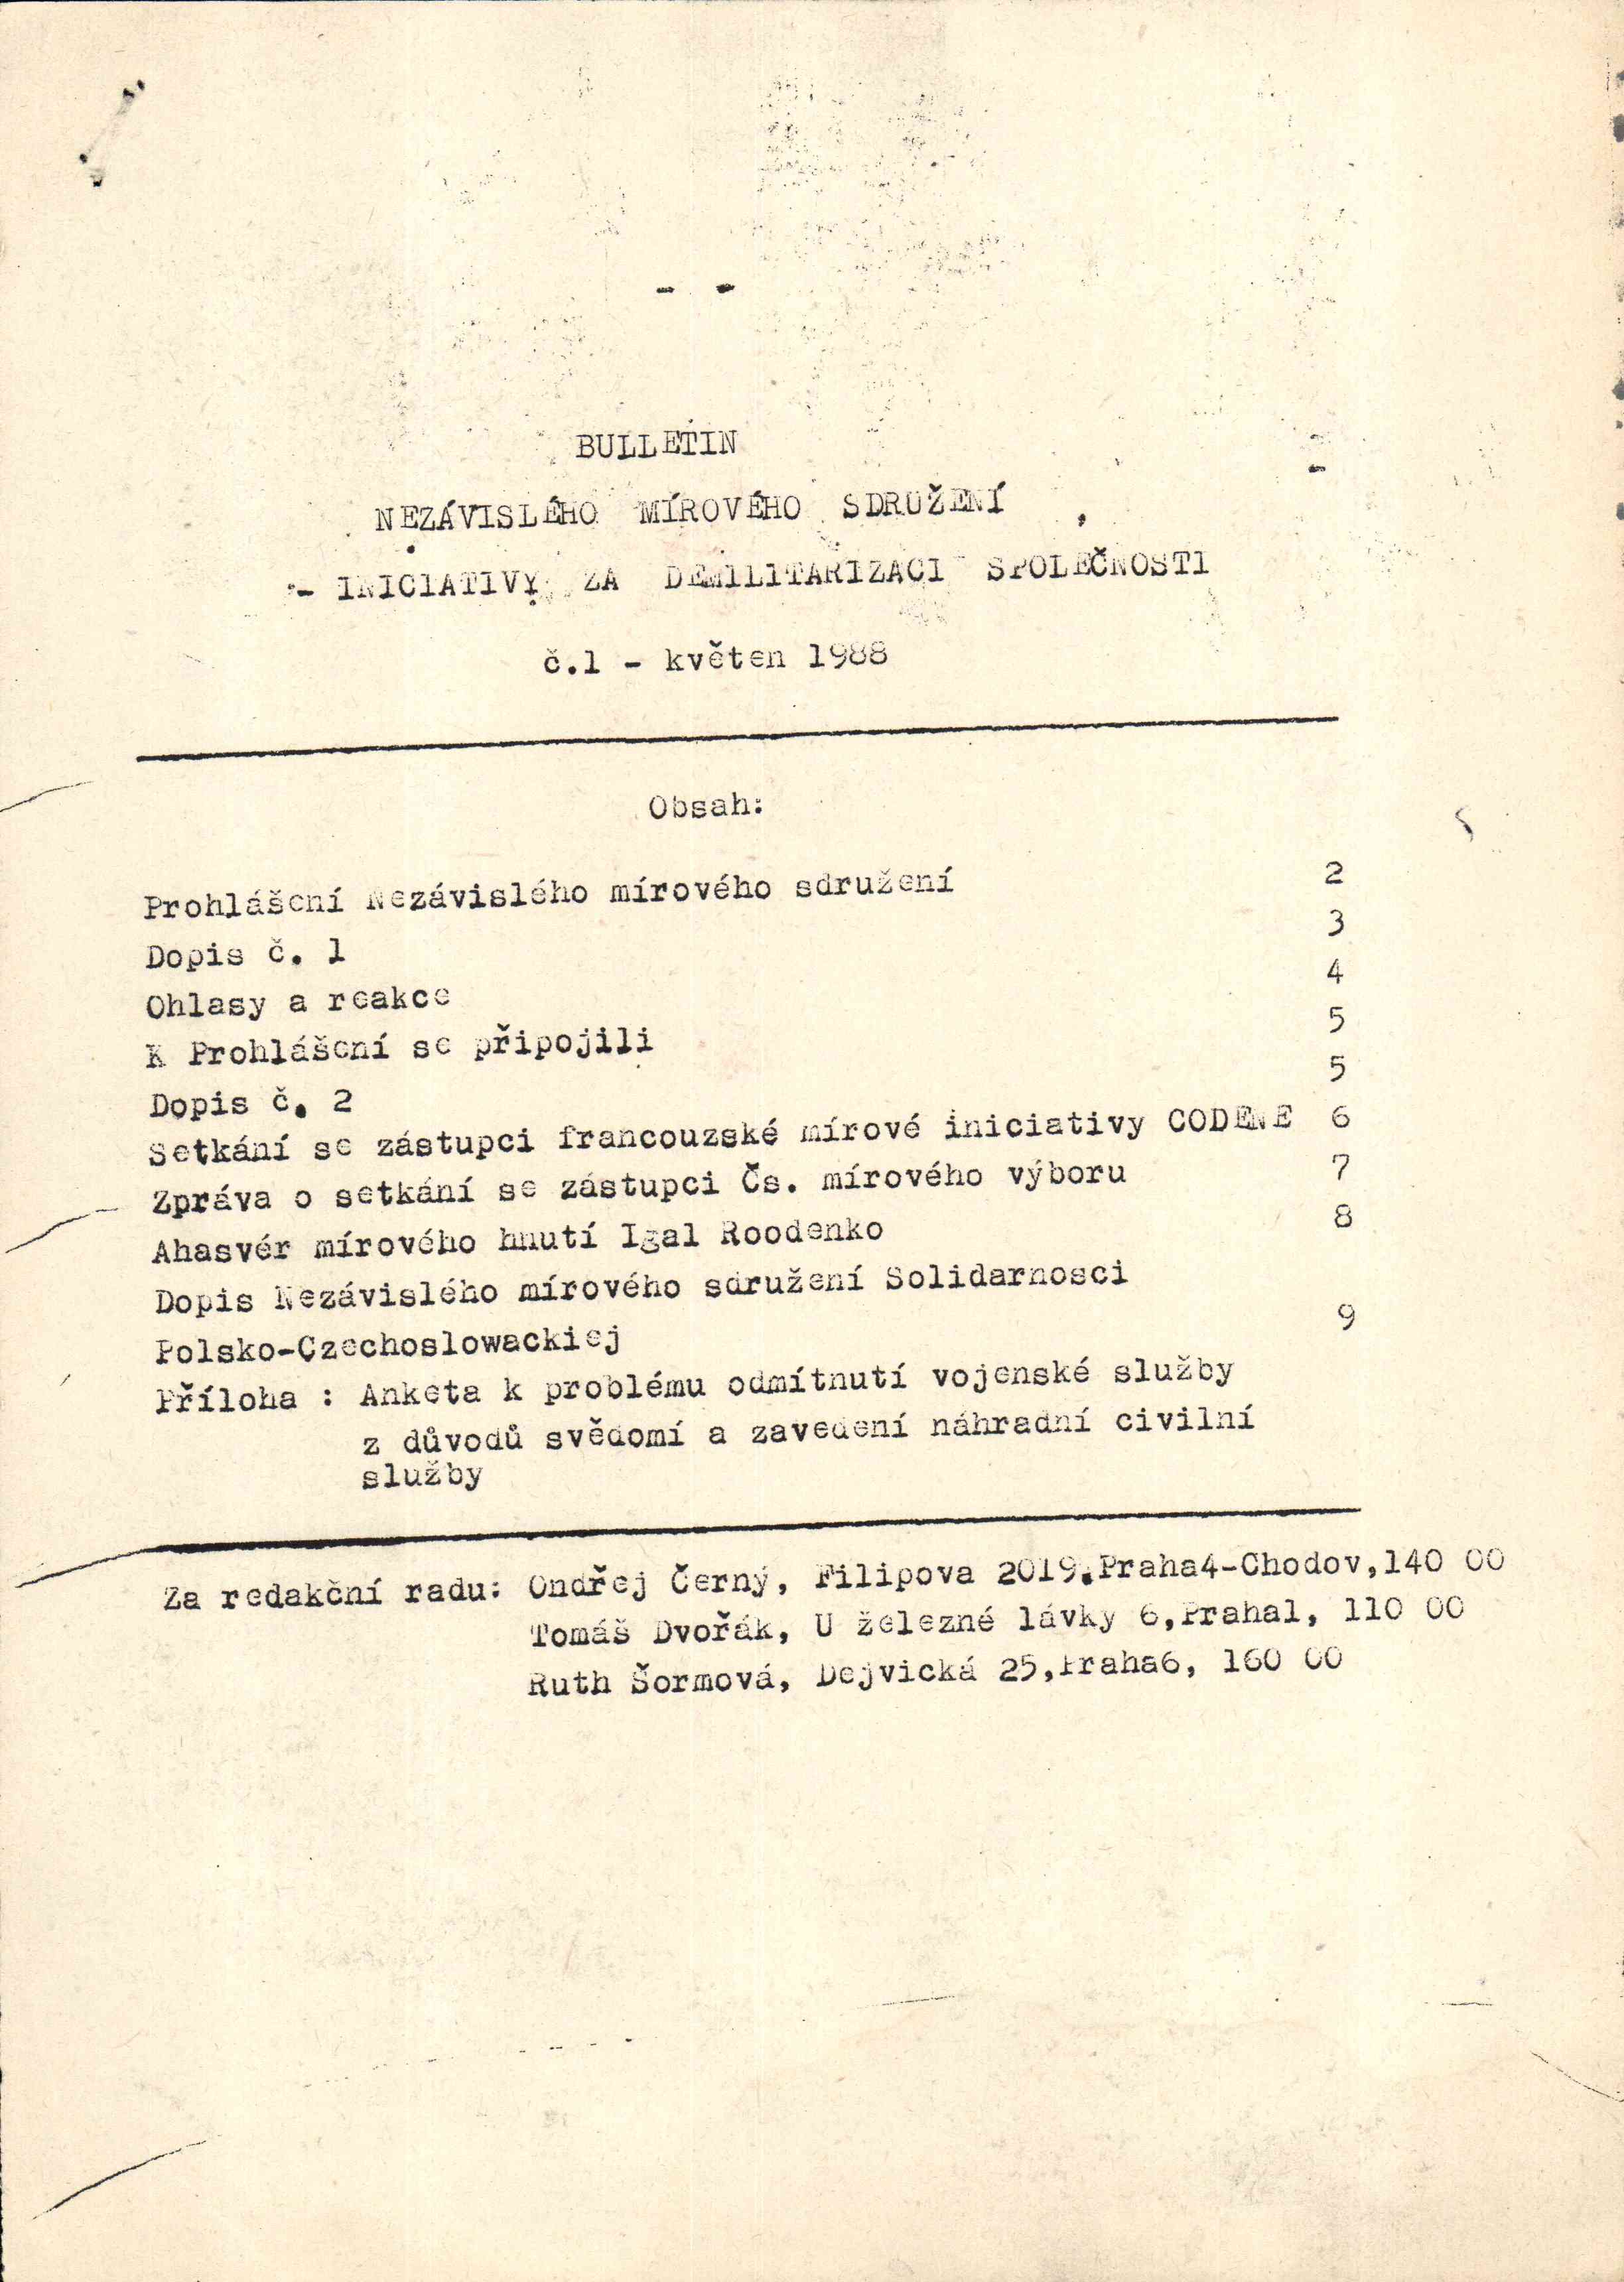 BULLETIN
NEZÁVISLÉHO MÍROVÉHO SDRUŽENÍ
- INICIATIVY ZA DEMILITARIZACI SPOLEČNOSTI
č.1 - květen 1988
Obsah:
Prohlášení Nezávislého mírového sdružení 2
Dopis č. 1 3
Ohlasy a reakce 4
K Prohlášení se připojili 5
Dopis č. 2 5
Setkání se zástupci francouzské mírové iniciativy CODENE 6
Zpráva o setkání se zástupci Čs. mírového výboru 7
Ahasvér mírového hnutí Igal Roodenko 8
Dopis Nezávislého mírového sdružení Solidarnosci
Polsko-Czechoslowackiej 9
Příloha : Anketa k problému odmítnutí vojenské služby
z důvodů svědomí a zavedení náhradní civilní
služby
Za redakční radu: Ondřej Černý, Filipova 2019.Praha4-Chodov,140 00
Tomáš Dvořák, U železné lávky 6,Praha1, 110 00
Ruth Šormová, Dejvická 25,Praha6, 160 00